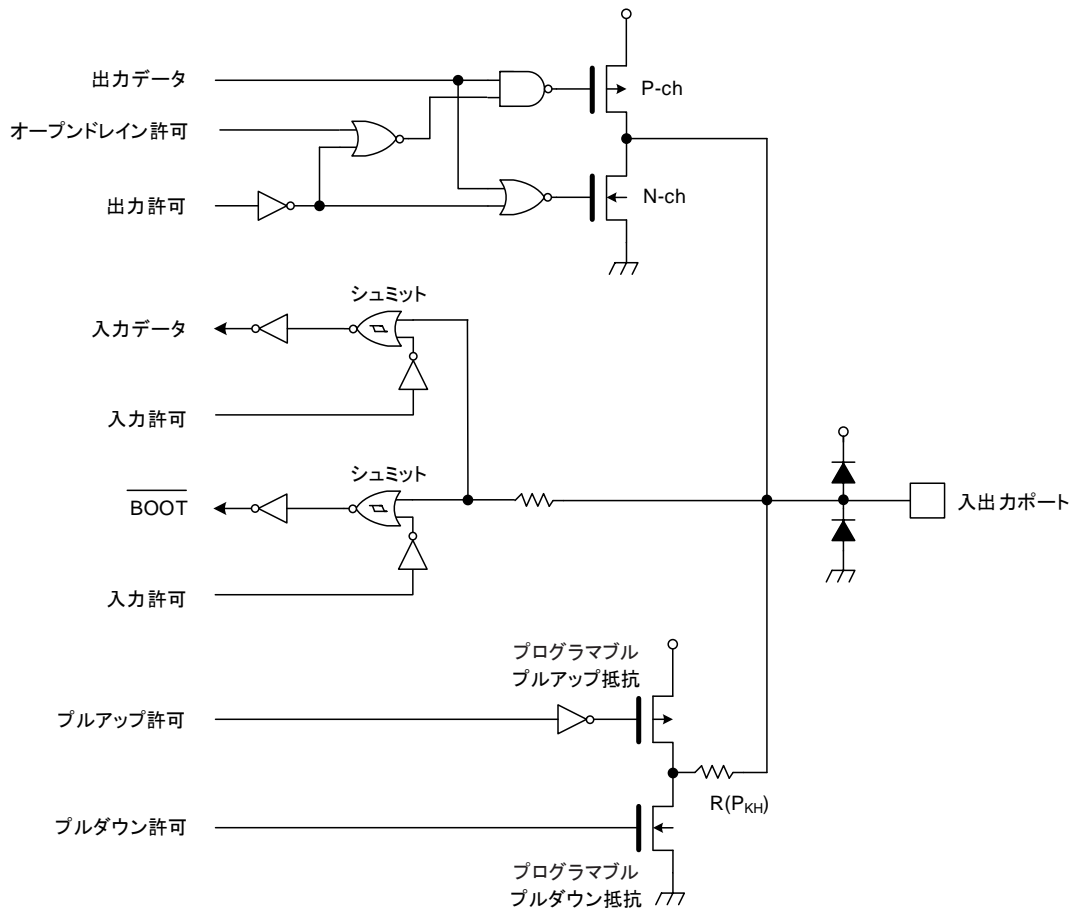 出力データ
P-ch
オープンドレイン許可
出力許可
N-ch
シュミット
入力データ
入力許可
シュミット
BOOT
入出力ポート
入力許可
プログラマブル
プルアップ抵抗
プルアップ許可
R(PKH)
プルダウン許可
プログラマブル
プルダウン抵抗